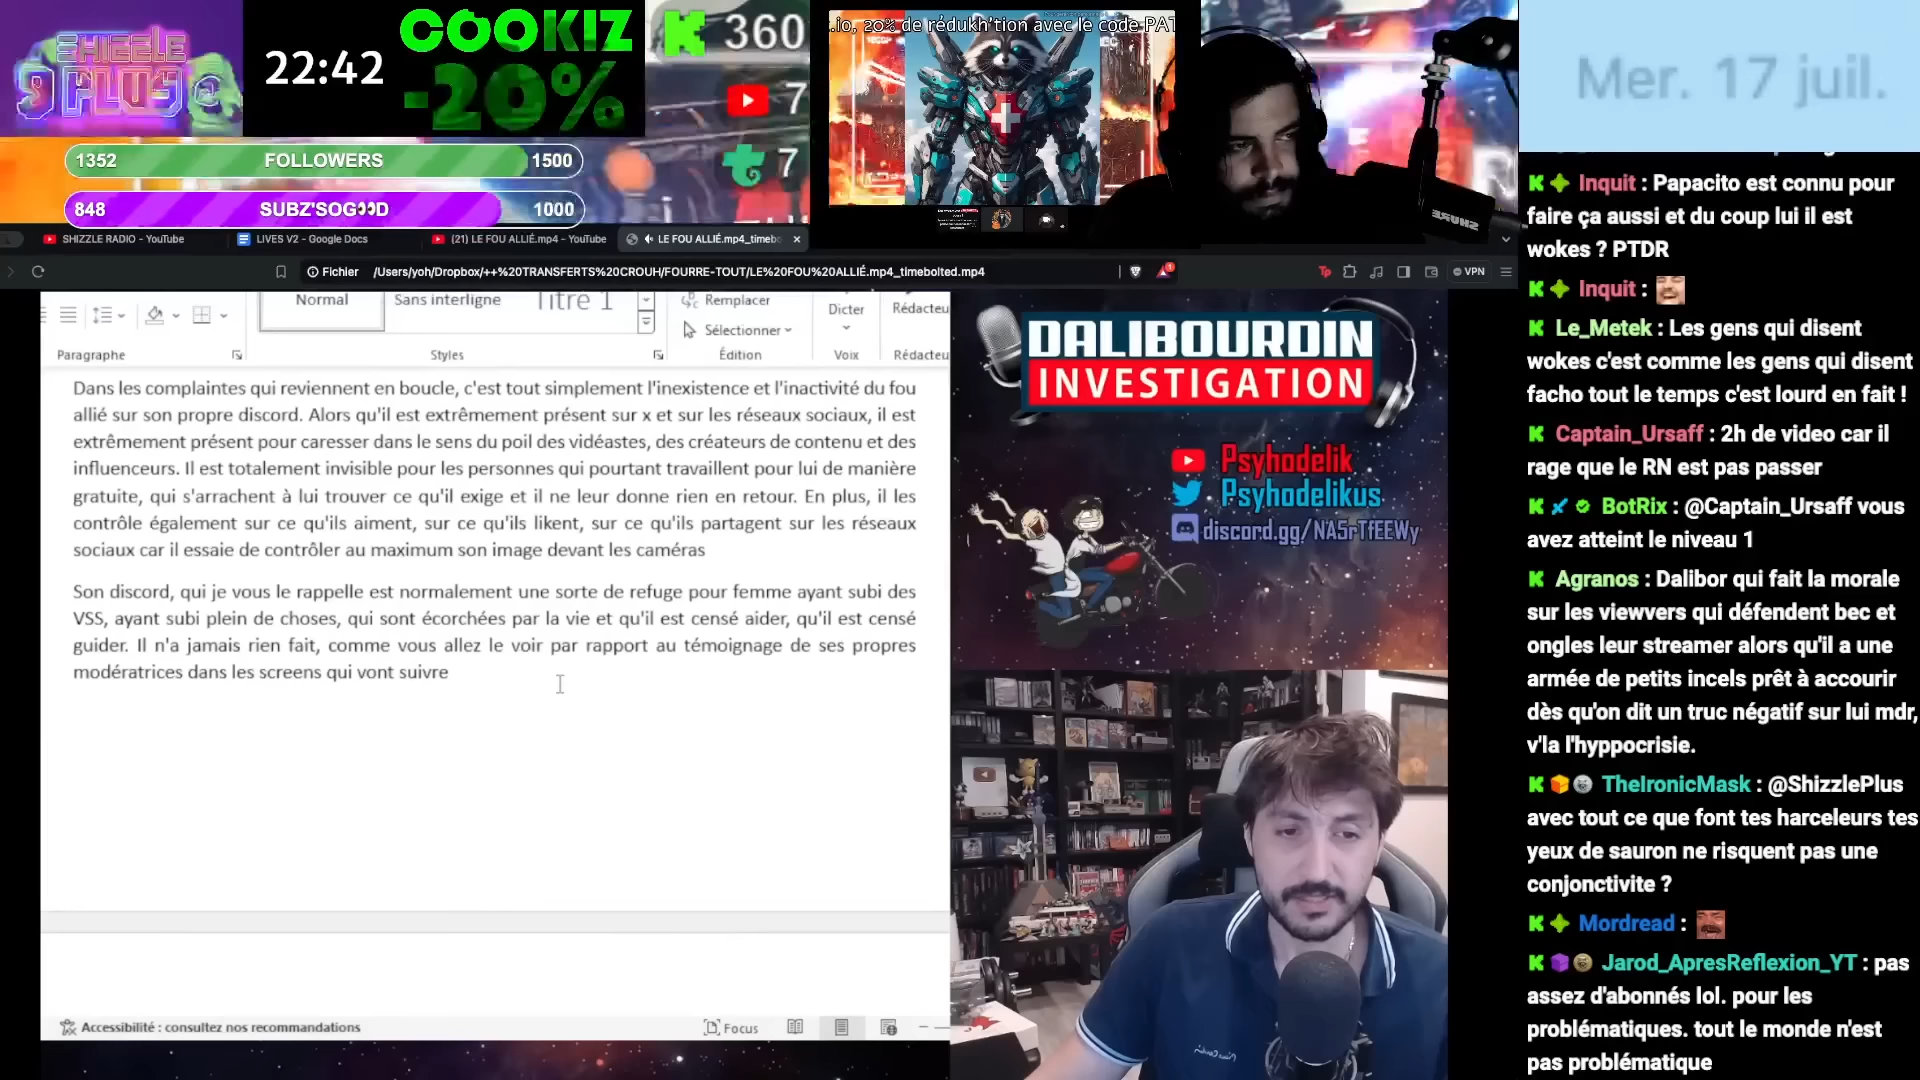 SHIZZLE
PLUS
22:42
COOKIZ
-20%
360
7
7
1352 FOLLOWERS 1500
848 SUBZ'SOG👀D 1000
.io, 20% de rédukh'tion avec le code PAT
SHURE
Mer. 17 juil.
SHIZZLE RADIO - YouTube
LIVES V2 - Google Docs
(21) LE FOU ALLIÉ.mp4 - YouTube
LE FOU ALLIÉ.mp4_timebo
Fichier /Users/yoh/Dropbox/++%20TRANSFERTS%20CROUH/FOURRE-TOUT/LE%20FOU%20ALLIÉ.mp4_timebolted.mp4
VPN
Normal
Sans interligne
Titre 1
Remplacer
Sélectionner
Dicter
Rédacteu
Paragraphe
Styles
Édition
Voix
Rédacteu
Dans les complaintes qui reviennent en boucle, c'est tout simplement l'inexistence et l'inactivité du fou
allié sur son propre discord. Alors qu'il est extrêmement présent sur x et sur les réseaux sociaux, il est
extrêmement présent pour caresser dans le sens du poil des vidéastes, des créateurs de contenu et des
influenceurs. Il est totalement invisible pour les personnes qui pourtant travaillent pour lui de manière
gratuite, qui s'arrachent à lui trouver ce qu'il exige et il ne leur donne rien en retour. En plus, il les
contrôle également sur ce qu'ils aiment, sur ce qu'ils likent, sur ce qu'ils partagent sur les réseaux
sociaux car il essaie de contrôler au maximum son image devant les caméras
Son discord, qui je vous le rappelle est normalement une sorte de refuge pour femme ayant subi des
VSS, ayant subi plein de choses, qui sont écorchées par la vie et qu'il est censé aider, qu'il est censé
guider. Il n'a jamais rien fait, comme vous allez le voir par rapport au témoignage de ses propres
modératrices dans les screens qui vont suivre
Accessibilité : consultez nos recommandations
Focus
DALIBOURDIN
INVESTIGATION
Psyhodelik
Psyhodelikus
discord.gg/NA5rTfEEWy
Inquit : Papacito est connu pour
faire ça aussi et du coup lui il est
wokes ? PTDR
Inquit :
Le_Metek : Les gens qui disent
wokes c'est comme les gens qui disent
facho tout le temps c'est lourd en fait !
Captain_Ursaff : 2h de video car il
rage que le RN est pas passer
BotRix : @Captain_Ursaff vous
avez atteint le niveau 1
Agranos : Dalibor qui fait la morale
sur les viewvers qui défendent bec et
ongles leur streamer alors qu'il a une
armée de petits incels prêt à accourir
dès qu'on dit un truc négatif sur lui mdr,
v'la l'hyppocrisie.
TheIronicMask : @ShizzlePlus
avec tout ce que font tes harceleurs tes
yeux de sauron ne risquent pas une
conjonctivite ?
Mordread :
Jarod_ApresReflexion_YT : pas
assez d'abonnés lol. pour les
problématiques. tout le monde n'est
pas problématique